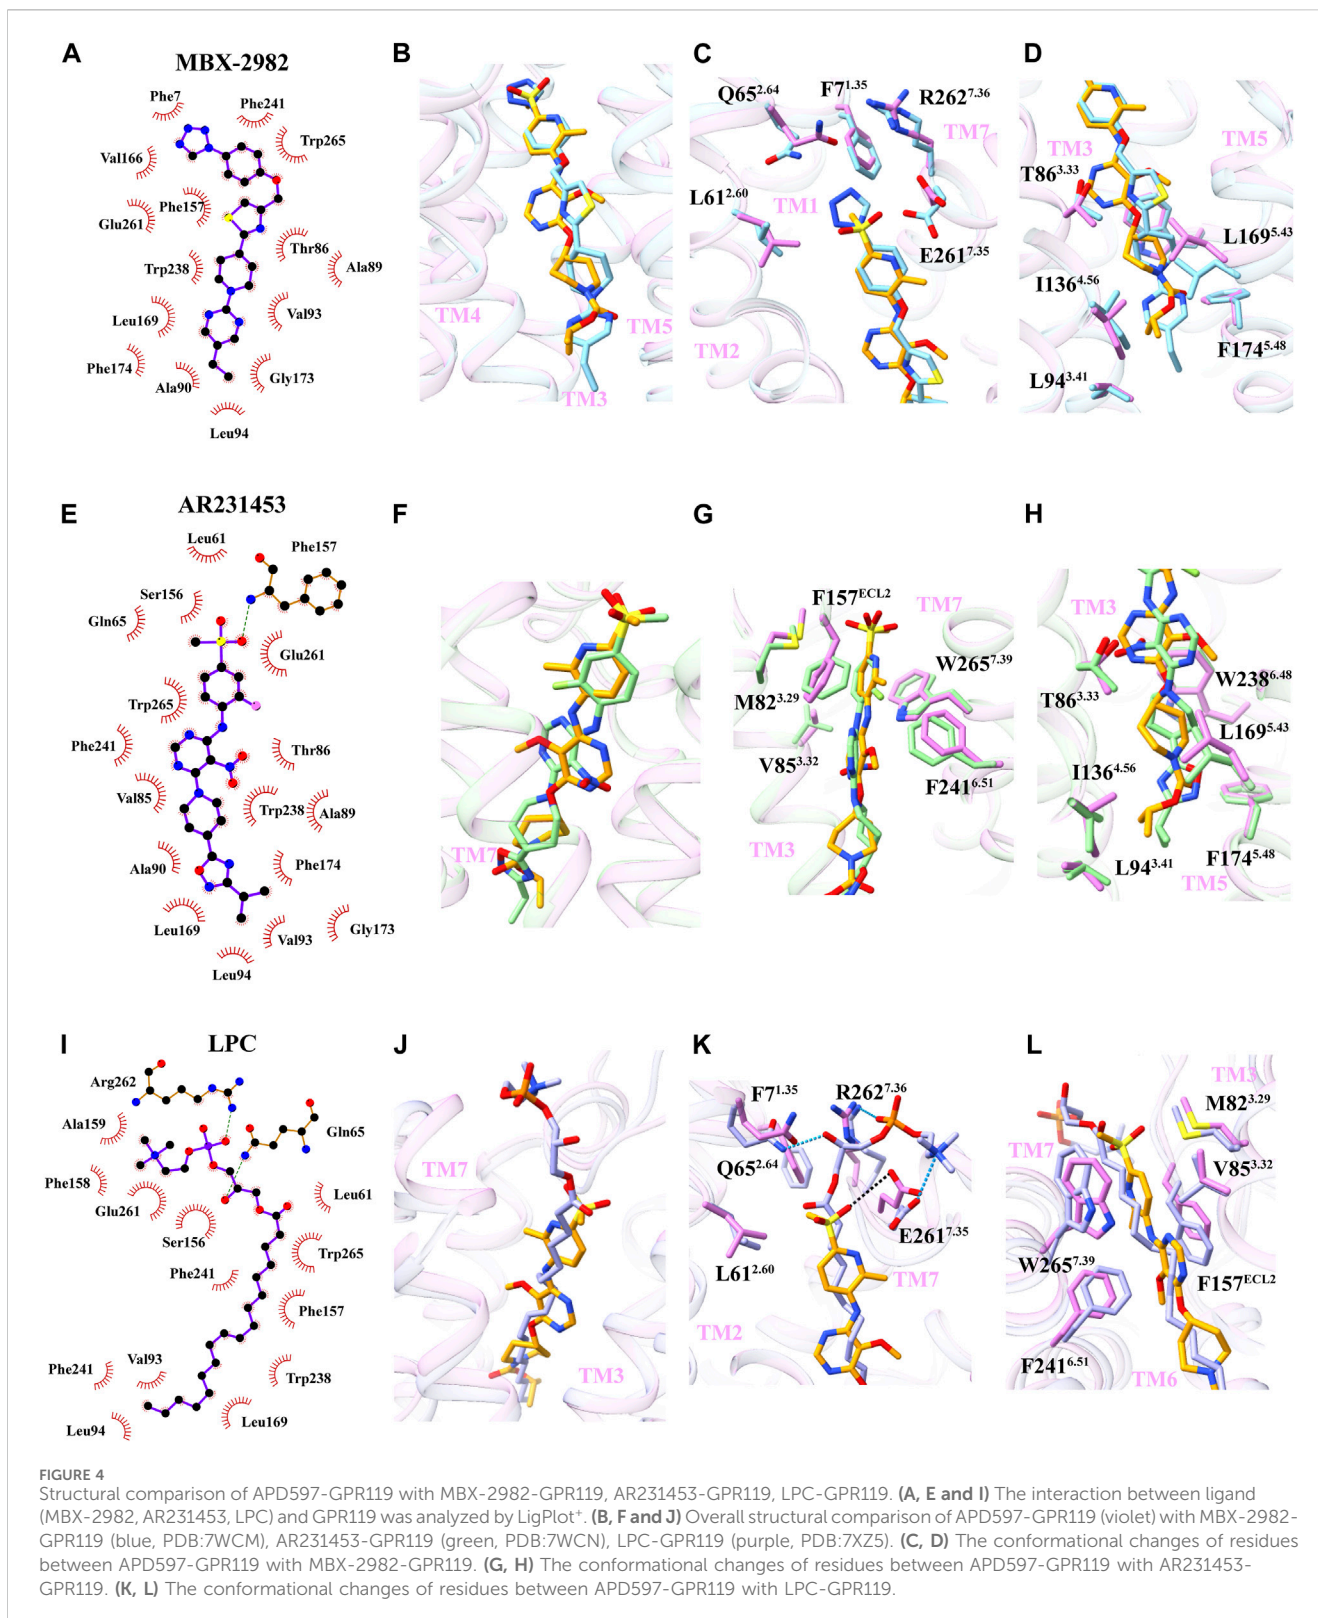 A
MBX-2982
Phe7
Phe241
Trp265
Val166
Phe157
Glu261
Thr86
Ala89
Trp238
Val93
Leu169
Phe174
Ala90
Gly173
Leu94
B
TM4
TM5
TM3
C
Q65^2.64
F7^1.35
R262^7.36
TM7
L61^2.60
TM1
E261^7.35
TM2
D
TM3
TM5
T86^3.33
L169^5.43
I136^4.56
F174^5.48
L94^3.41
E
AR231453
Leu61
Phe157
Ser156
Gln65
Glu261
Trp265
Phe241
Thr86
Val85
Trp238
Ala89
Ala90
Phe174
Leu169
Val93
Gly173
Leu94
F
TM7
G
F157^ECL2
TM7
W265^7.39
M82^3.29
V85^3.32
F241^6.51
TM3
H
TM3
T86^3.33
W238^6.48
L169^5.43
I136^4.56
L94^3.41
F174^5.48
TM5
I
LPC
Arg262
Ala159
Gln65
Phe158
Glu261
Leu61
Ser156
Trp265
Phe241
Phe157
Phe241
Val93
Trp238
Leu94
Leu169
J
TM7
TM3
K
F7^1.35
R262^7.36
Q65^2.64
E261^7.35
L61^2.60
TM7
TM2
L
TM3
M82^3.29
TM7
V85^3.32
W265^7.39
F157^ECL2
F241^6.51
TM6
FIGURE 4
Structural comparison of APD597-GPR119 with MBX-2982-GPR119, AR231453-GPR119, LPC-GPR119. (A, E and I) The interaction between ligand
(MBX-2982, AR231453, LPC) and GPR119 was analyzed by LigPlot⁺. (B, F and J) Overall structural comparison of APD597-GPR119 (violet) with MBX-2982-
GPR119 (blue, PDB:7WCM), AR231453-GPR119 (green, PDB:7WCN), LPC-GPR119 (purple, PDB:7XZ5). (C, D) The conformational changes of residues
between APD597-GPR119 with MBX-2982-GPR119. (G, H) The conformational changes of residues between APD597-GPR119 with AR231453-
GPR119. (K, L) The conformational changes of residues between APD597-GPR119 with LPC-GPR119.